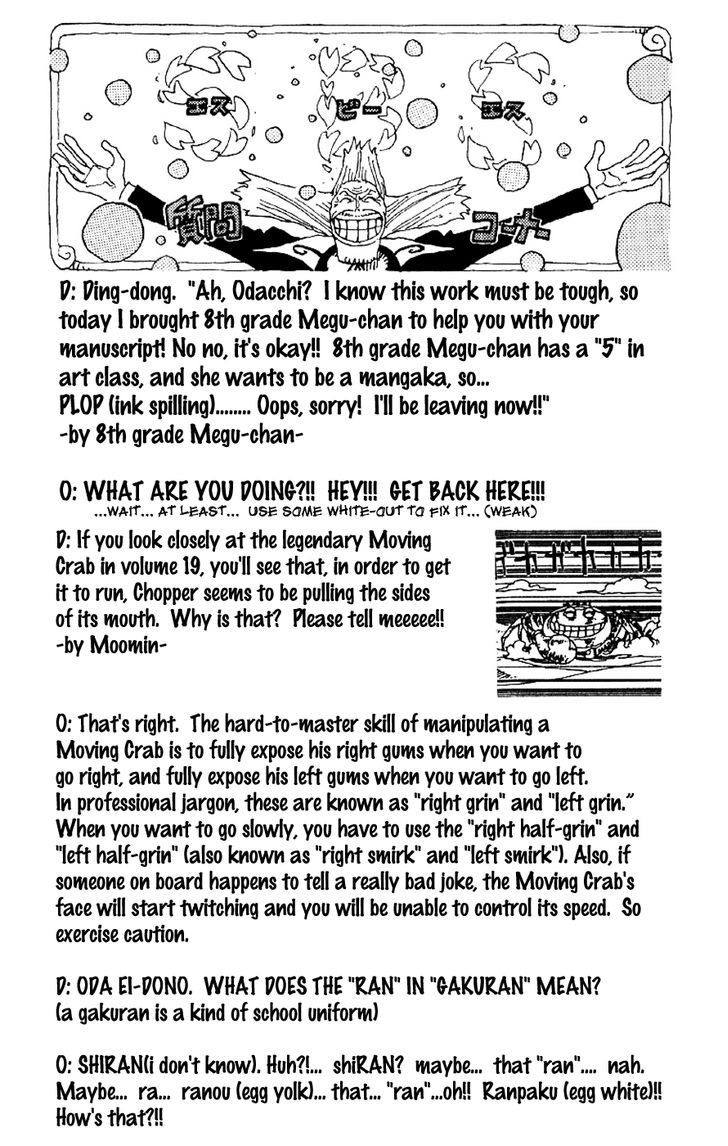 エス ビー エス
質問 コーナー
D: Ding-dong.  "Ah, Odacchi?  I know this work must be tough, so
today I brought 8th grade Megu-chan to help you with your
manuscript! No no, it's okay!!  8th grade Megu-chan has a "5" in
art class, and she wants to be a mangaka, so...
PLOP (ink spilling)........ Oops, sorry!  I'll be leaving now!!"
-by 8th grade Megu-chan-
O: WHAT ARE YOU DOING?!!  HEY!!!  GET BACK HERE!!!
...WAIT... AT LEAST...  USE SOME WHITE-OUT TO FIX IT... (WEAK)
D: If you look closely at the legendary Moving
Crab in volume 19, you'll see that, in order to get
it to run, Chopper seems to be pulling the sides
of its mouth.  Why is that?  Please tell meeeee!!
-by Moomin-
O: That's right.  The hard-to-master skill of manipulating a
Moving Crab is to fully expose his right gums when you want to
go right, and fully expose his left gums when you want to go left.
In professional jargon, these are known as "right grin" and "left grin."
When you want to go slowly, you have to use the "right half-grin" and
"left half-grin" (also known as "right smirk" and "left smirk"). Also, if
someone on board happens to tell a really bad joke, the Moving Crab's
face will start twitching and you will be unable to control its speed.  So
exercise caution.
D: ODA EI-DONO.  WHAT DOES THE "RAN" IN "GAKURAN" MEAN?
(a gakuran is a kind of school uniform)
O: SHIRAN(i don't know). Huh?!...  shiRAN?  maybe...  that "ran"....  nah.
Maybe...  ra...  ranou (egg yolk)... that... "ran"...oh!!  Ranpaku (egg white)!!
How's that?!!